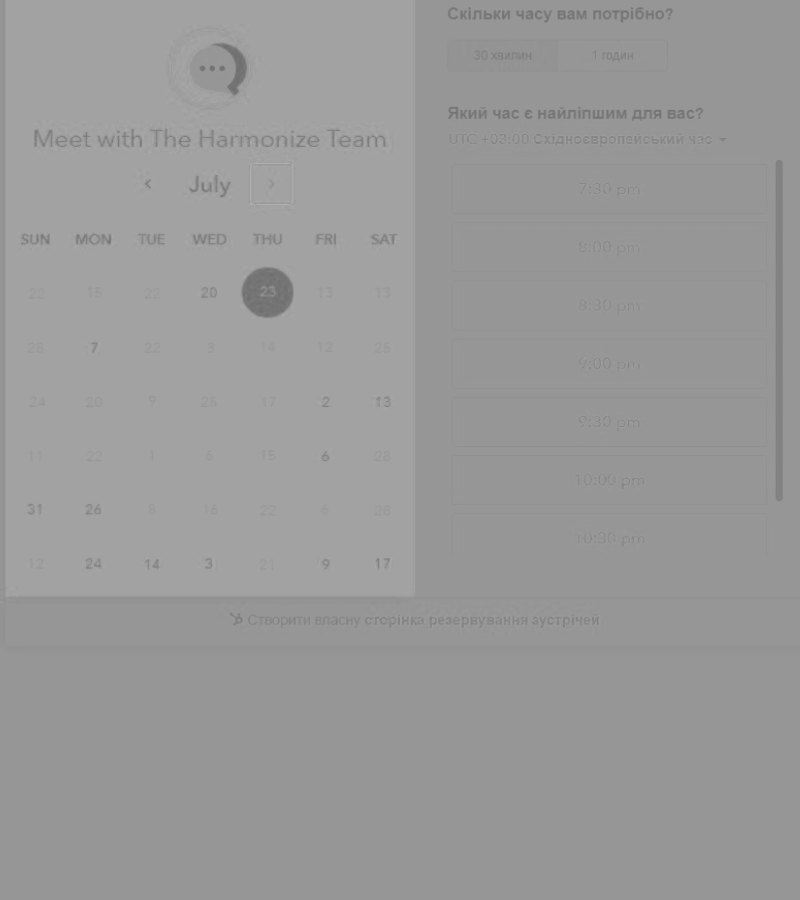 Meet with The Harmonize Team
July
SUN MON TUE WED THU FRI SAT
22 15 22 20 23 13 13
28 7 22 3 14 12 25
24 20 9 25 17 2 13
11 22 1 6 15 6 28
31 26 8 16 22 6 28
12 24 14 3 21 9 17
Скільки часу вам потрібно?
30 хвилин 1 годин
Який час є найліпшим для вас?
UTC +03:00 Східноєвропейський час
7:30 pm
8:00 pm
8:30 pm
9:00 pm
9:30 pm
10:00 pm
10:30 pm
Створити власну сторінка резервування зустрічей